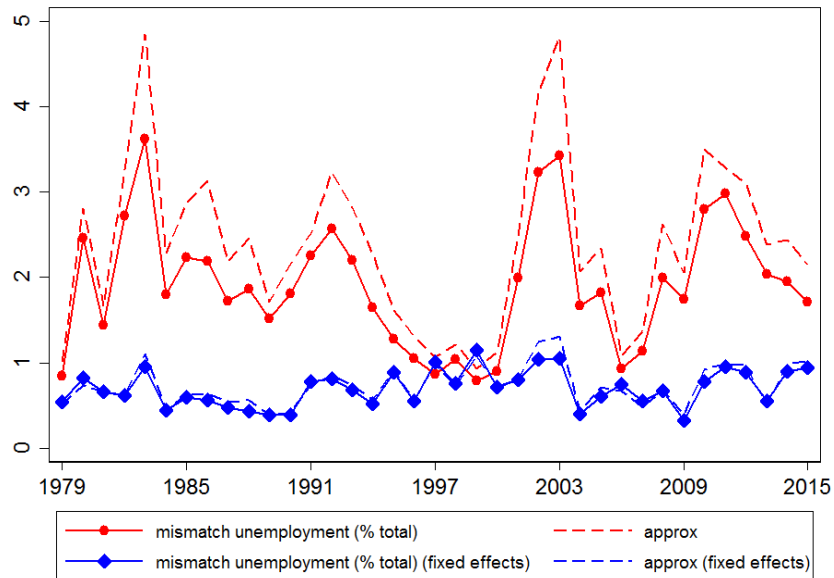 5
4
3
2
1
0
1979 1985 1991 1997 2003 2009 2015
mismatch unemployment (% total) approx
mismatch unemployment (% total) (fixed effects) approx (fixed effects)